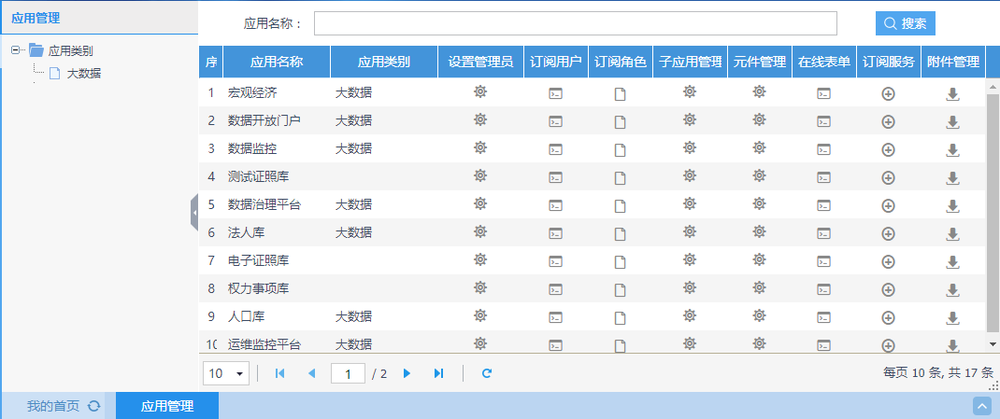 应用管理
应用类别
大数据
应用名称： 搜索
序 应用名称 应用类别 设置管理员 订阅用户 订阅角色 子应用管理 元件管理 在线表单 订阅服务 附件管理
1 宏观经济 大数据
2 数据开放门户 大数据
3 数据监控 大数据
4 测试证照库
5 数据治理平台 大数据
6 法人库 大数据
7 电子证照库
8 权力事项库
9 人口库 大数据
10 运维监控平台 大数据
10 1 / 2 每页 10 条, 共 17 条
我的首页 应用管理